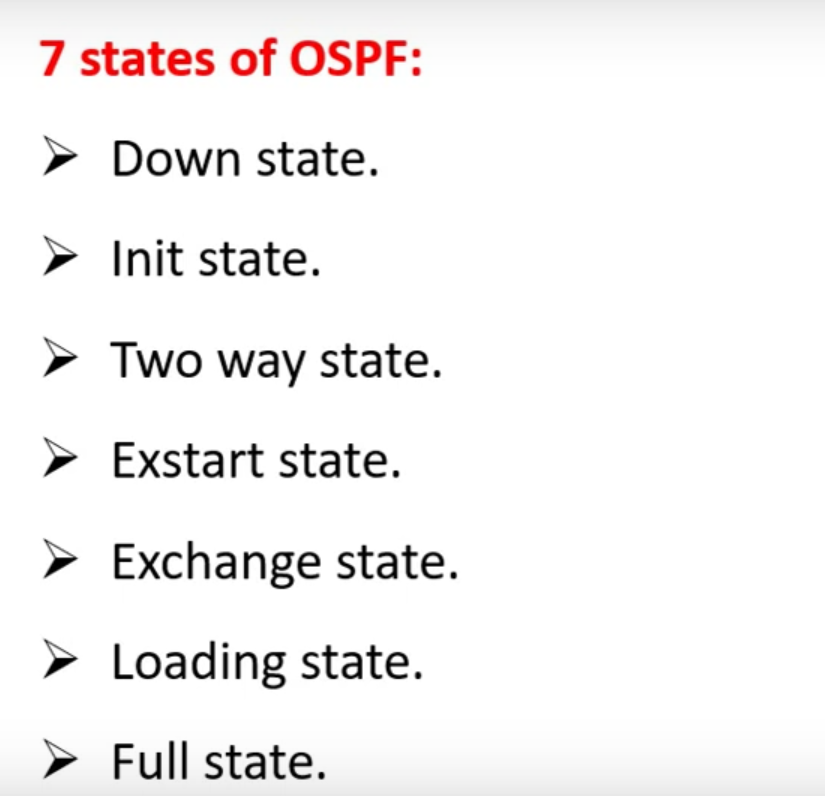 7 states of OSPF:
➢ Down state.
➢ Init state.
➢ Two way state.
➢ Exstart state.
➢ Exchange state.
➢ Loading state.
➢ Full state.